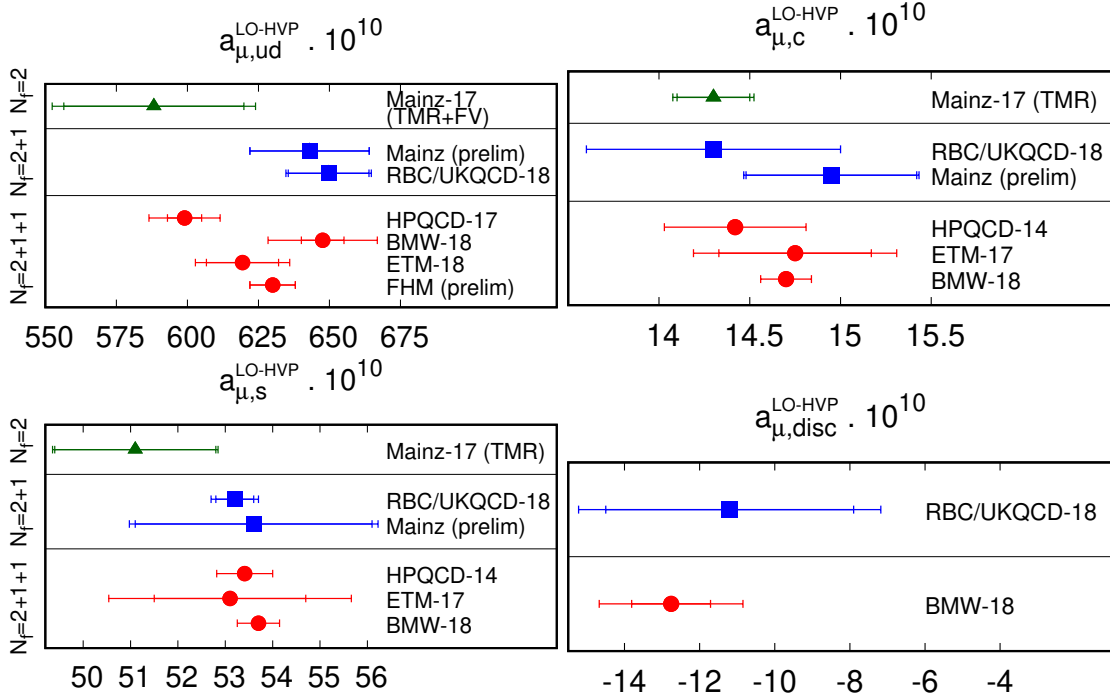 a_{μ,ud}^{LO-HVP} . 10^{10}
N_f=2
Mainz-17
(TMR+FV)
N_f=2+1
Mainz (prelim)
RBC/UKQCD-18
N_f=2+1+1
HPQCD-17
BMW-18
ETM-18
FHM (prelim)
550 575 600 625 650 675
a_{μ,c}^{LO-HVP} . 10^{10}
Mainz-17 (TMR)
RBC/UKQCD-18
Mainz (prelim)
HPQCD-14
ETM-17
BMW-18
14 14.5 15 15.5
a_{μ,s}^{LO-HVP} . 10^{10}
N_f=2
Mainz-17 (TMR)
N_f=2+1
RBC/UKQCD-18
Mainz (prelim)
N_f=2+1+1
HPQCD-14
ETM-17
BMW-18
50 51 52 53 54 55 56
a_{μ,disc}^{LO-HVP} . 10^{10}
RBC/UKQCD-18
BMW-18
-14 -12 -10 -8 -6 -4